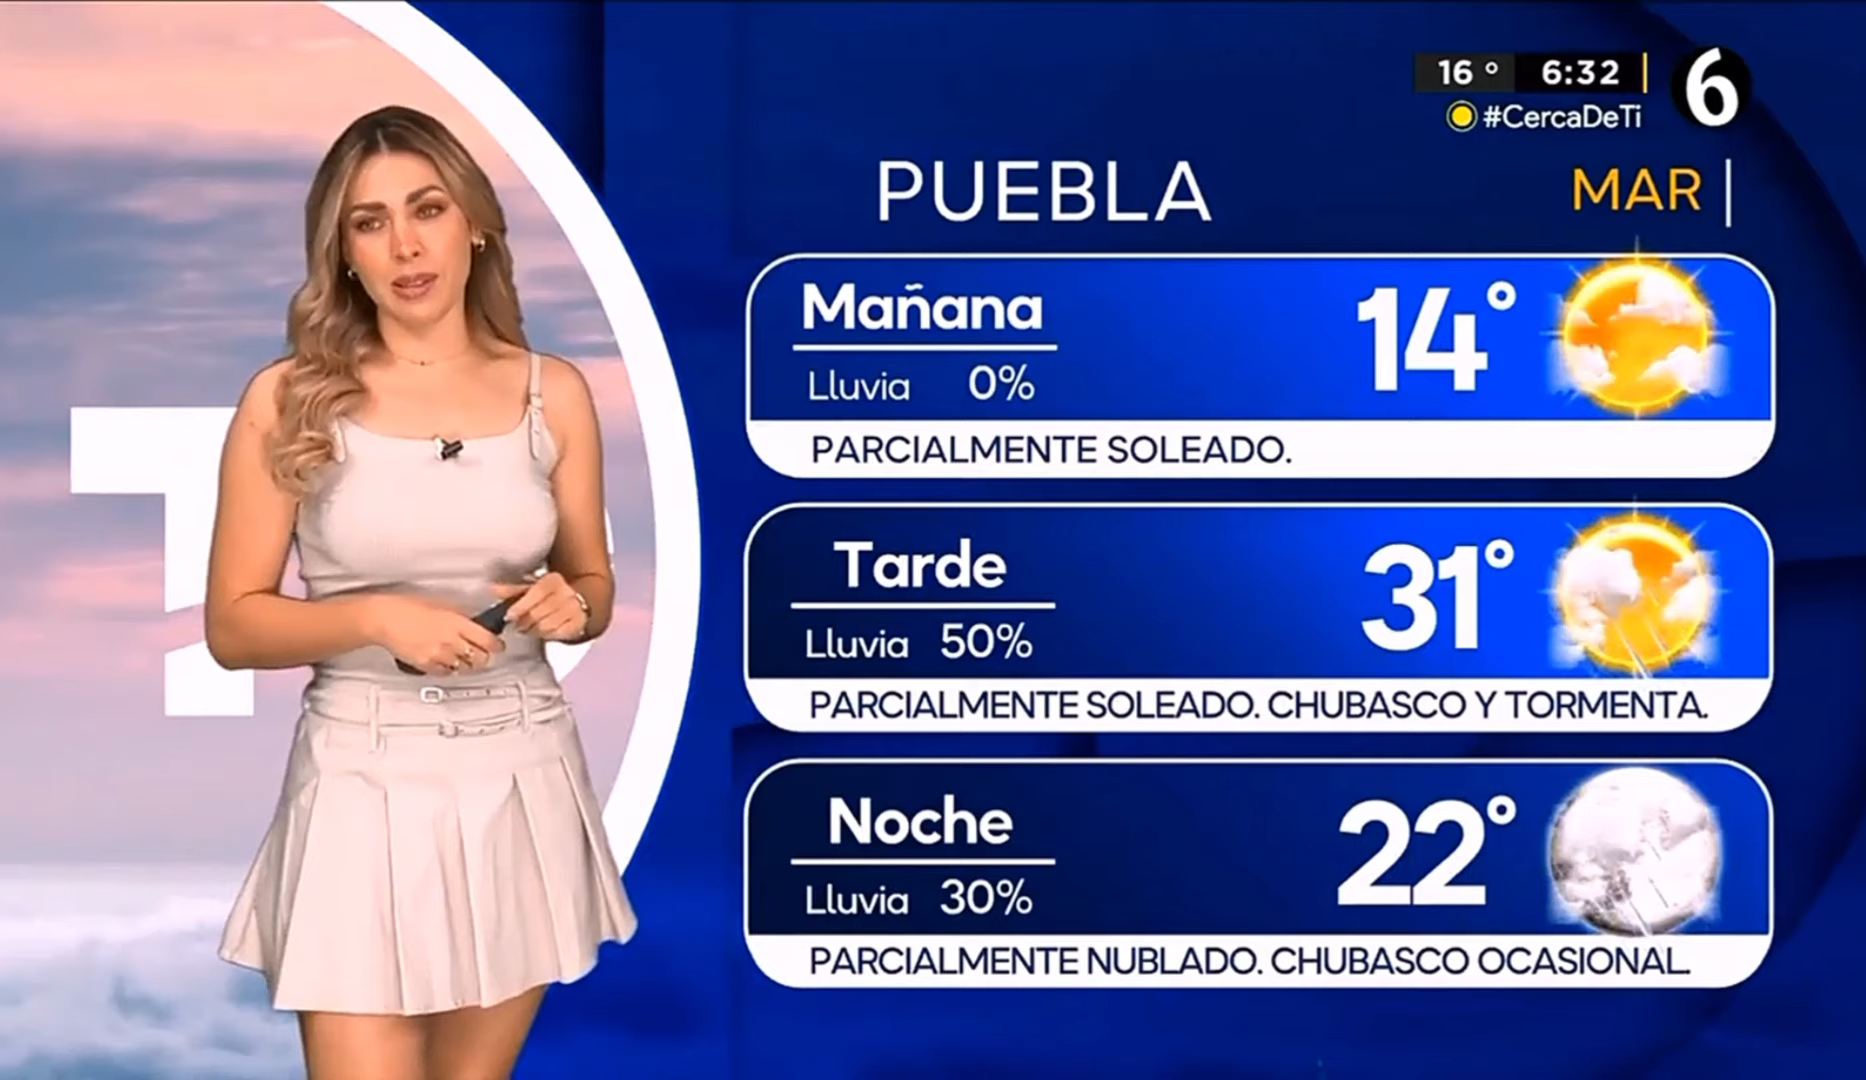 16 ° 6:32
#CercaDeTi
6
PUEBLA
MAR
Mañana
14°
Lluvia 0%
PARCIALMENTE SOLEADO.
Tarde
31°
Lluvia 50%
PARCIALMENTE SOLEADO. CHUBASCO Y TORMENTA.
Noche
22°
Lluvia 30%
PARCIALMENTE NUBLADO. CHUBASCO OCASIONAL.